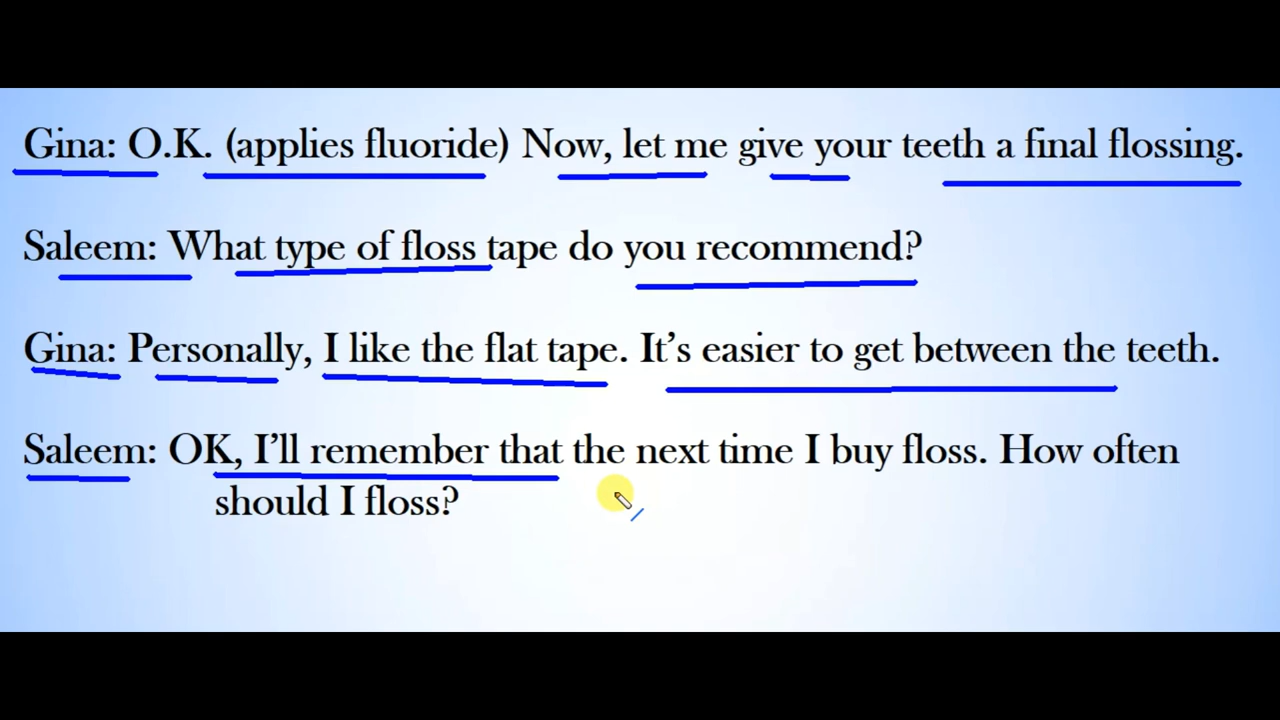 Gina: O.K. (applies fluoride) Now, let me give your teeth a final flossing.
Saleem: What type of floss tape do you recommend?
Gina: Personally, I like the flat tape. It's easier to get between the teeth.
Saleem: OK, I'll remember that the next time I buy floss. How often
should I floss?